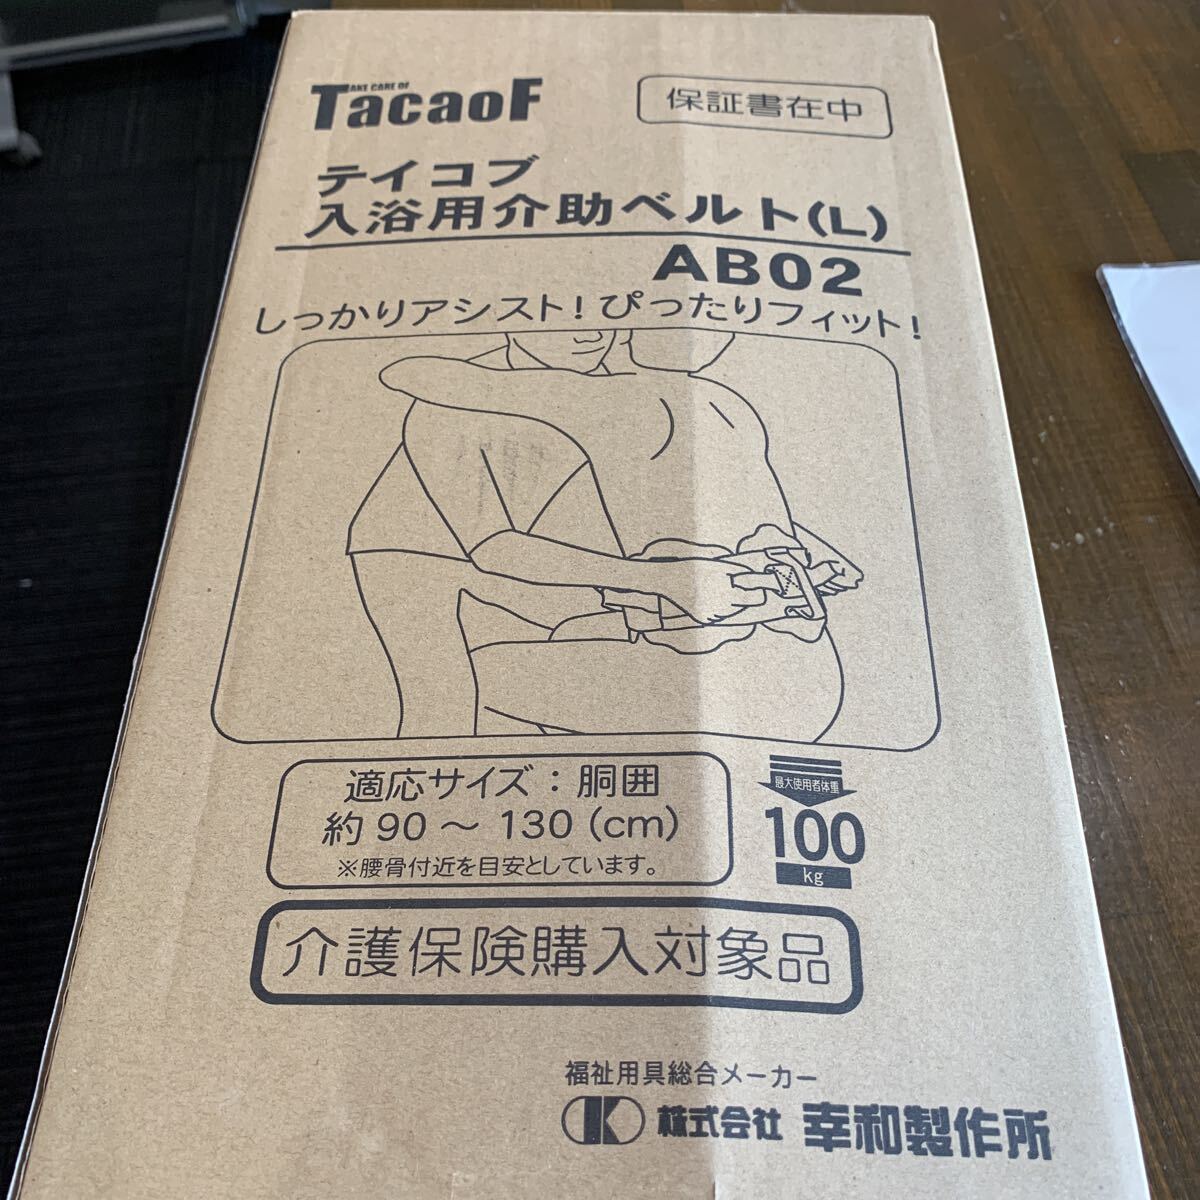 TAKE CARE OF
TacaoF
保証書在中
テイコブ
入浴用介助ベルト(L)
AB02
しっかりアシスト!ぴったりフィット!
適応サイズ:胴囲
約90〜130(cm)
※腰骨付近を目安としています。
最大使用者体重
100
kg
介護保険購入対象品
福祉用具総合メーカー
株式会社 幸和製作所